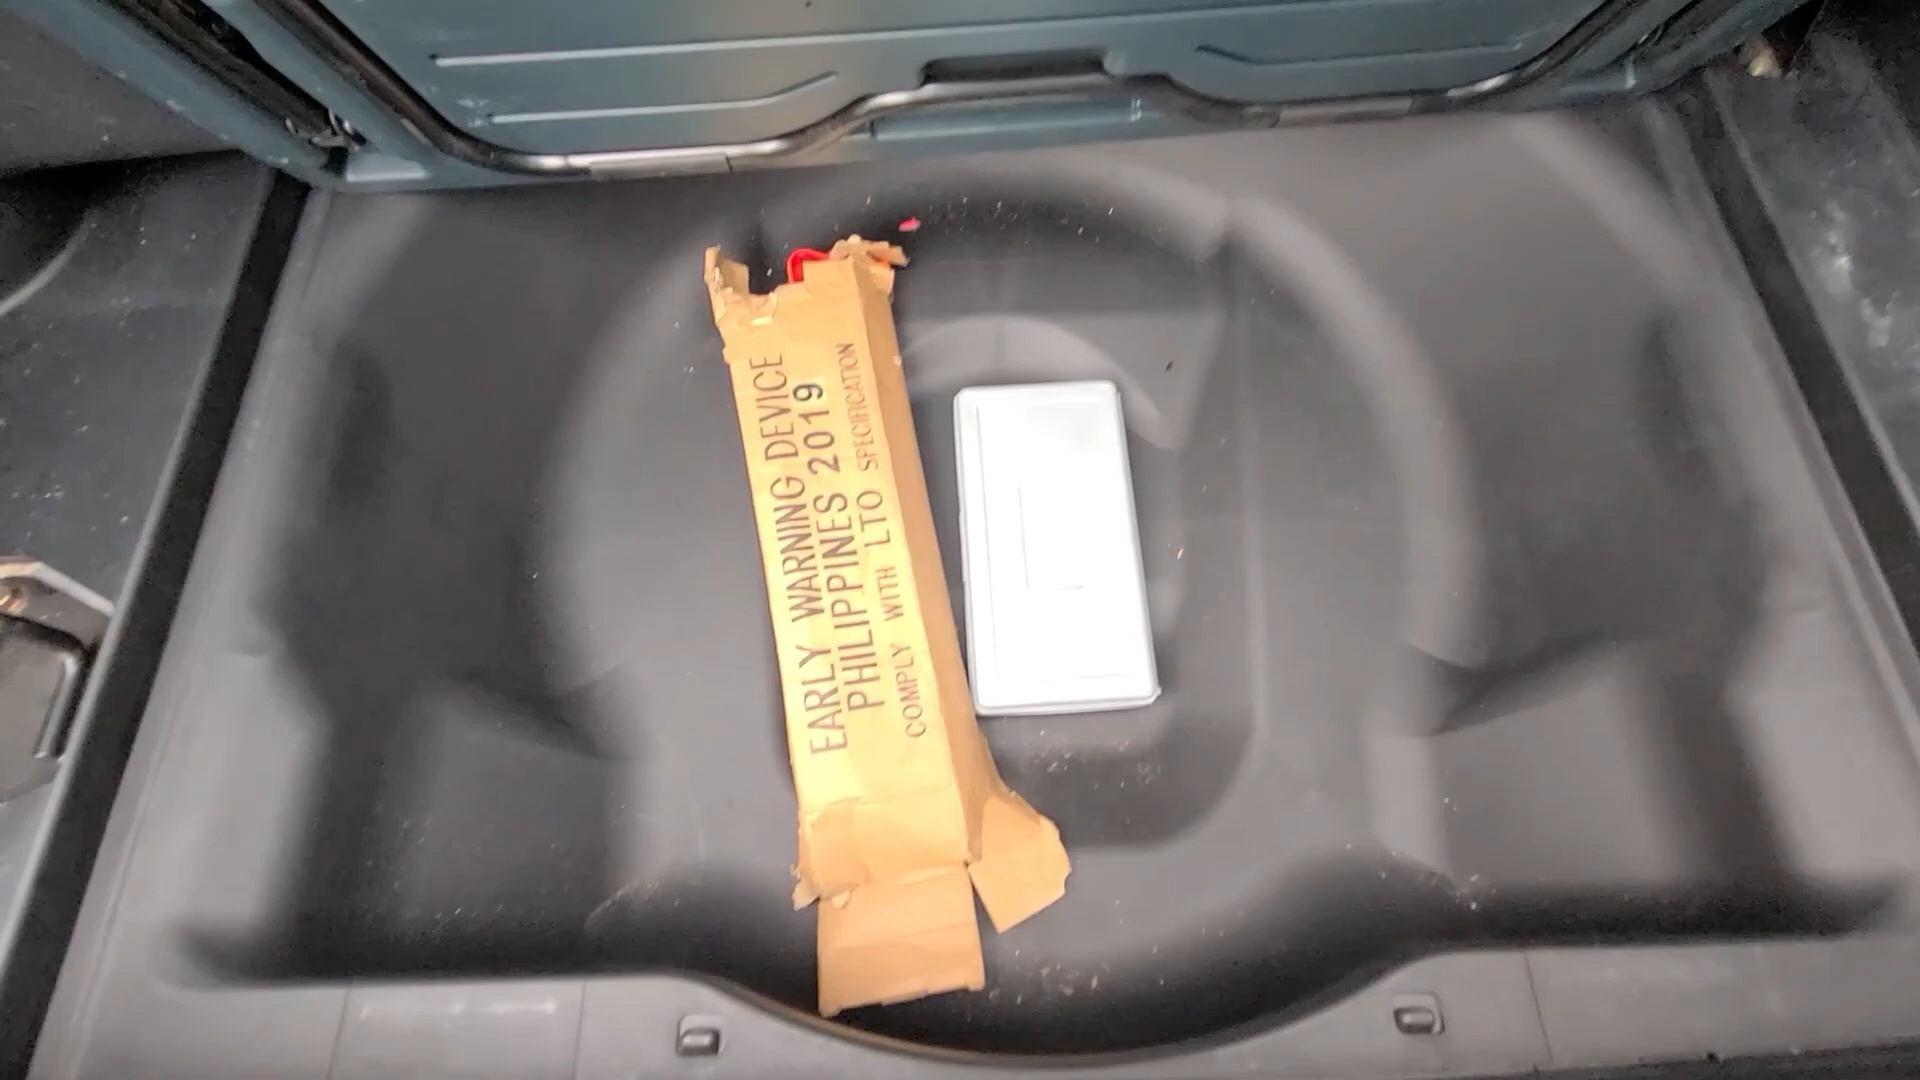 EARLY WARNING DEVICE
PHILIPPINES 2019
COMPLY WITH LTO SPECIFICATION